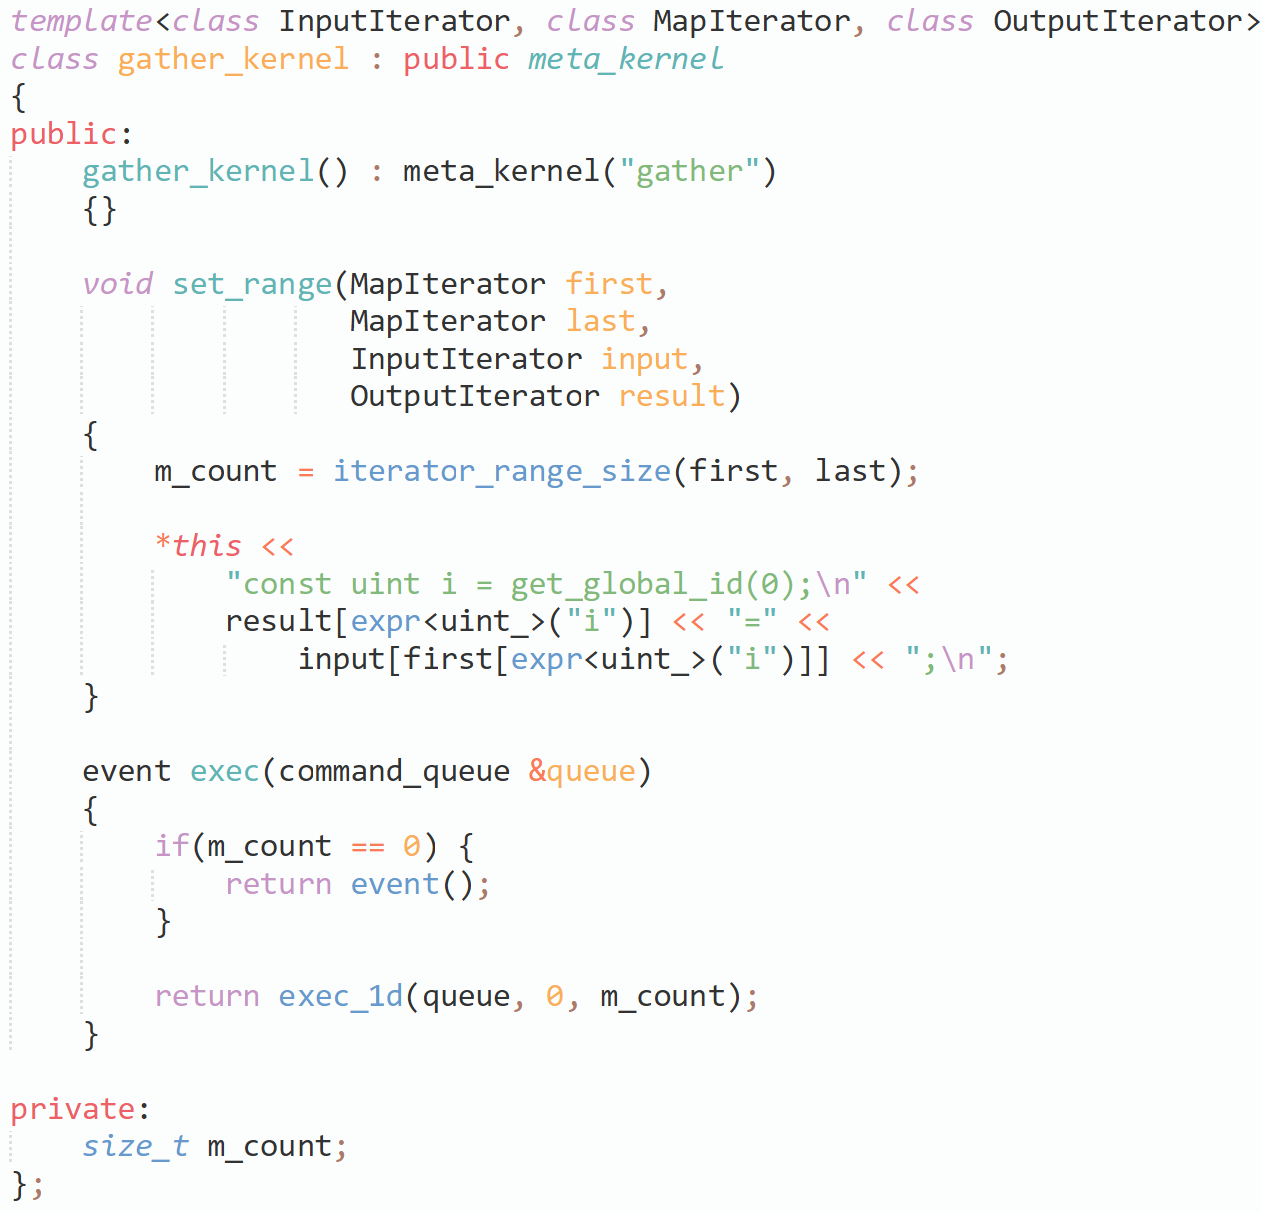 template<class InputIterator, class MapIterator, class OutputIterator>
class gather_kernel : public meta_kernel
{
public:
    gather_kernel() : meta_kernel("gather")
    {}

    void set_range(MapIterator first,
                   MapIterator last,
                   InputIterator input,
                   OutputIterator result)
    {
        m_count = iterator_range_size(first, last);

        *this <<
            "const uint i = get_global_id(0);\n" <<
            result[expr<uint_>("i")] << "=" <<
                input[first[expr<uint_>("i")]] << ";\n";
    }

    event exec(command_queue &queue)
    {
        if(m_count == 0) {
            return event();
        }

        return exec_1d(queue, 0, m_count);
    }

private:
    size_t m_count;
};